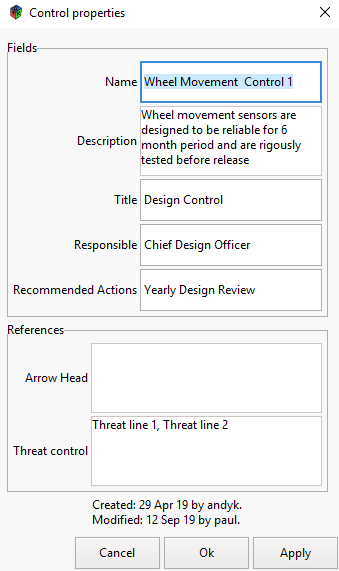 Control properties
Fields
Name
Wheel Movement  Control 1
Description
Wheel movement sensors are
designed to be reliable for 6
month period and are rigously
tested before release
Title
Design Control
Responsible
Chief Design Officer
Recommended Actions
Yearly Design Review
References
Arrow Head
Threat control
Threat line 1, Threat line 2
Created: 29 Apr 19 by andyk.
Modified: 12 Sep 19 by paul.
Cancel
Ok
Apply